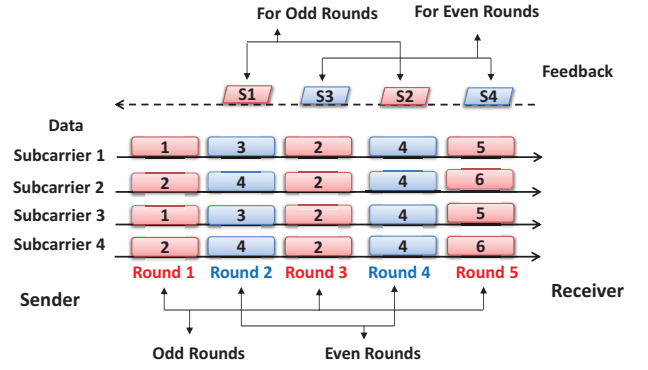 For Odd Rounds
For Even Rounds
S1 S3 S2 S4
Feedback
Data
Subcarrier 1 1 3 2 4 5
Subcarrier 2 2 4 2 4 6
Subcarrier 3 1 3 2 4 5
Subcarrier 4 2 4 2 4 6
Round 1 Round 2 Round 3 Round 4 Round 5
Sender
Receiver
Odd Rounds
Even Rounds